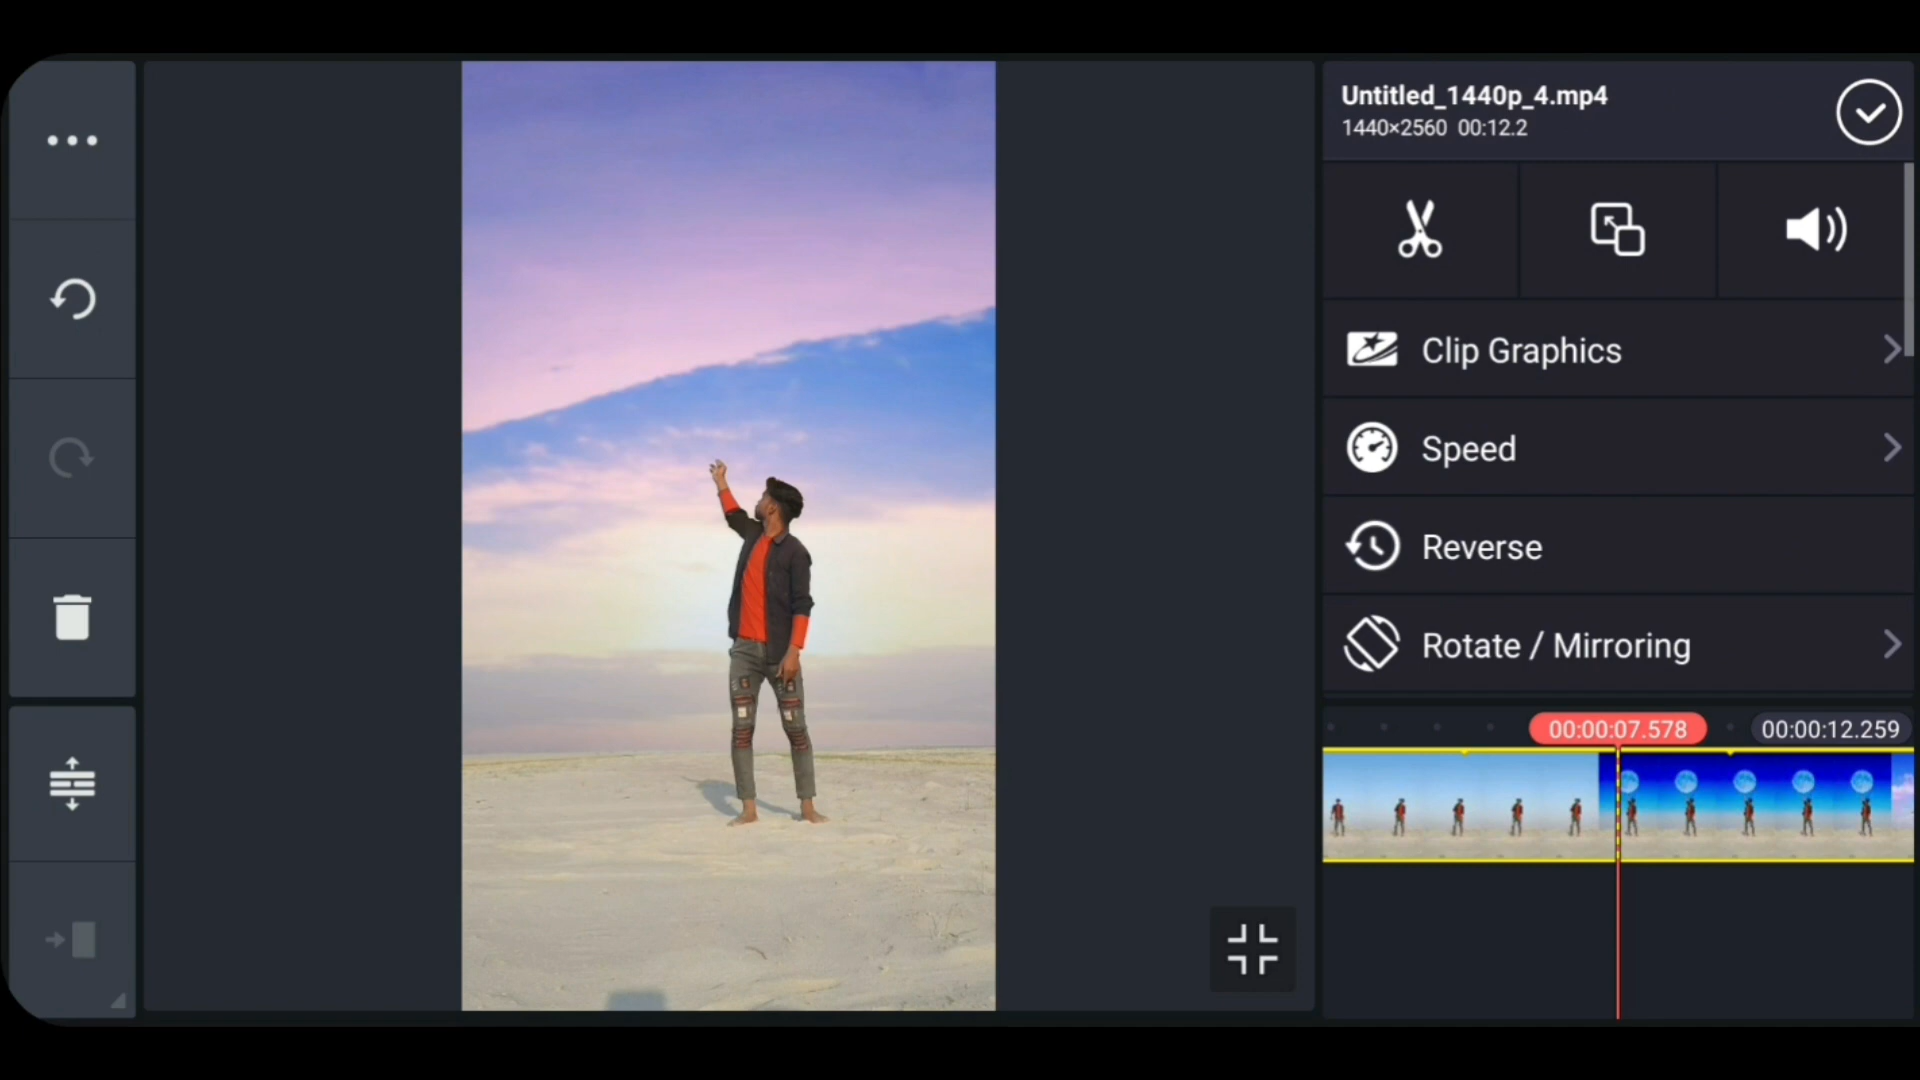 Untitled_1440p_4.mp4
1440×2560 00:12.2
Clip Graphics
Speed
Reverse
Rotate / Mirroring
00:00:07.578
00:00:12.259